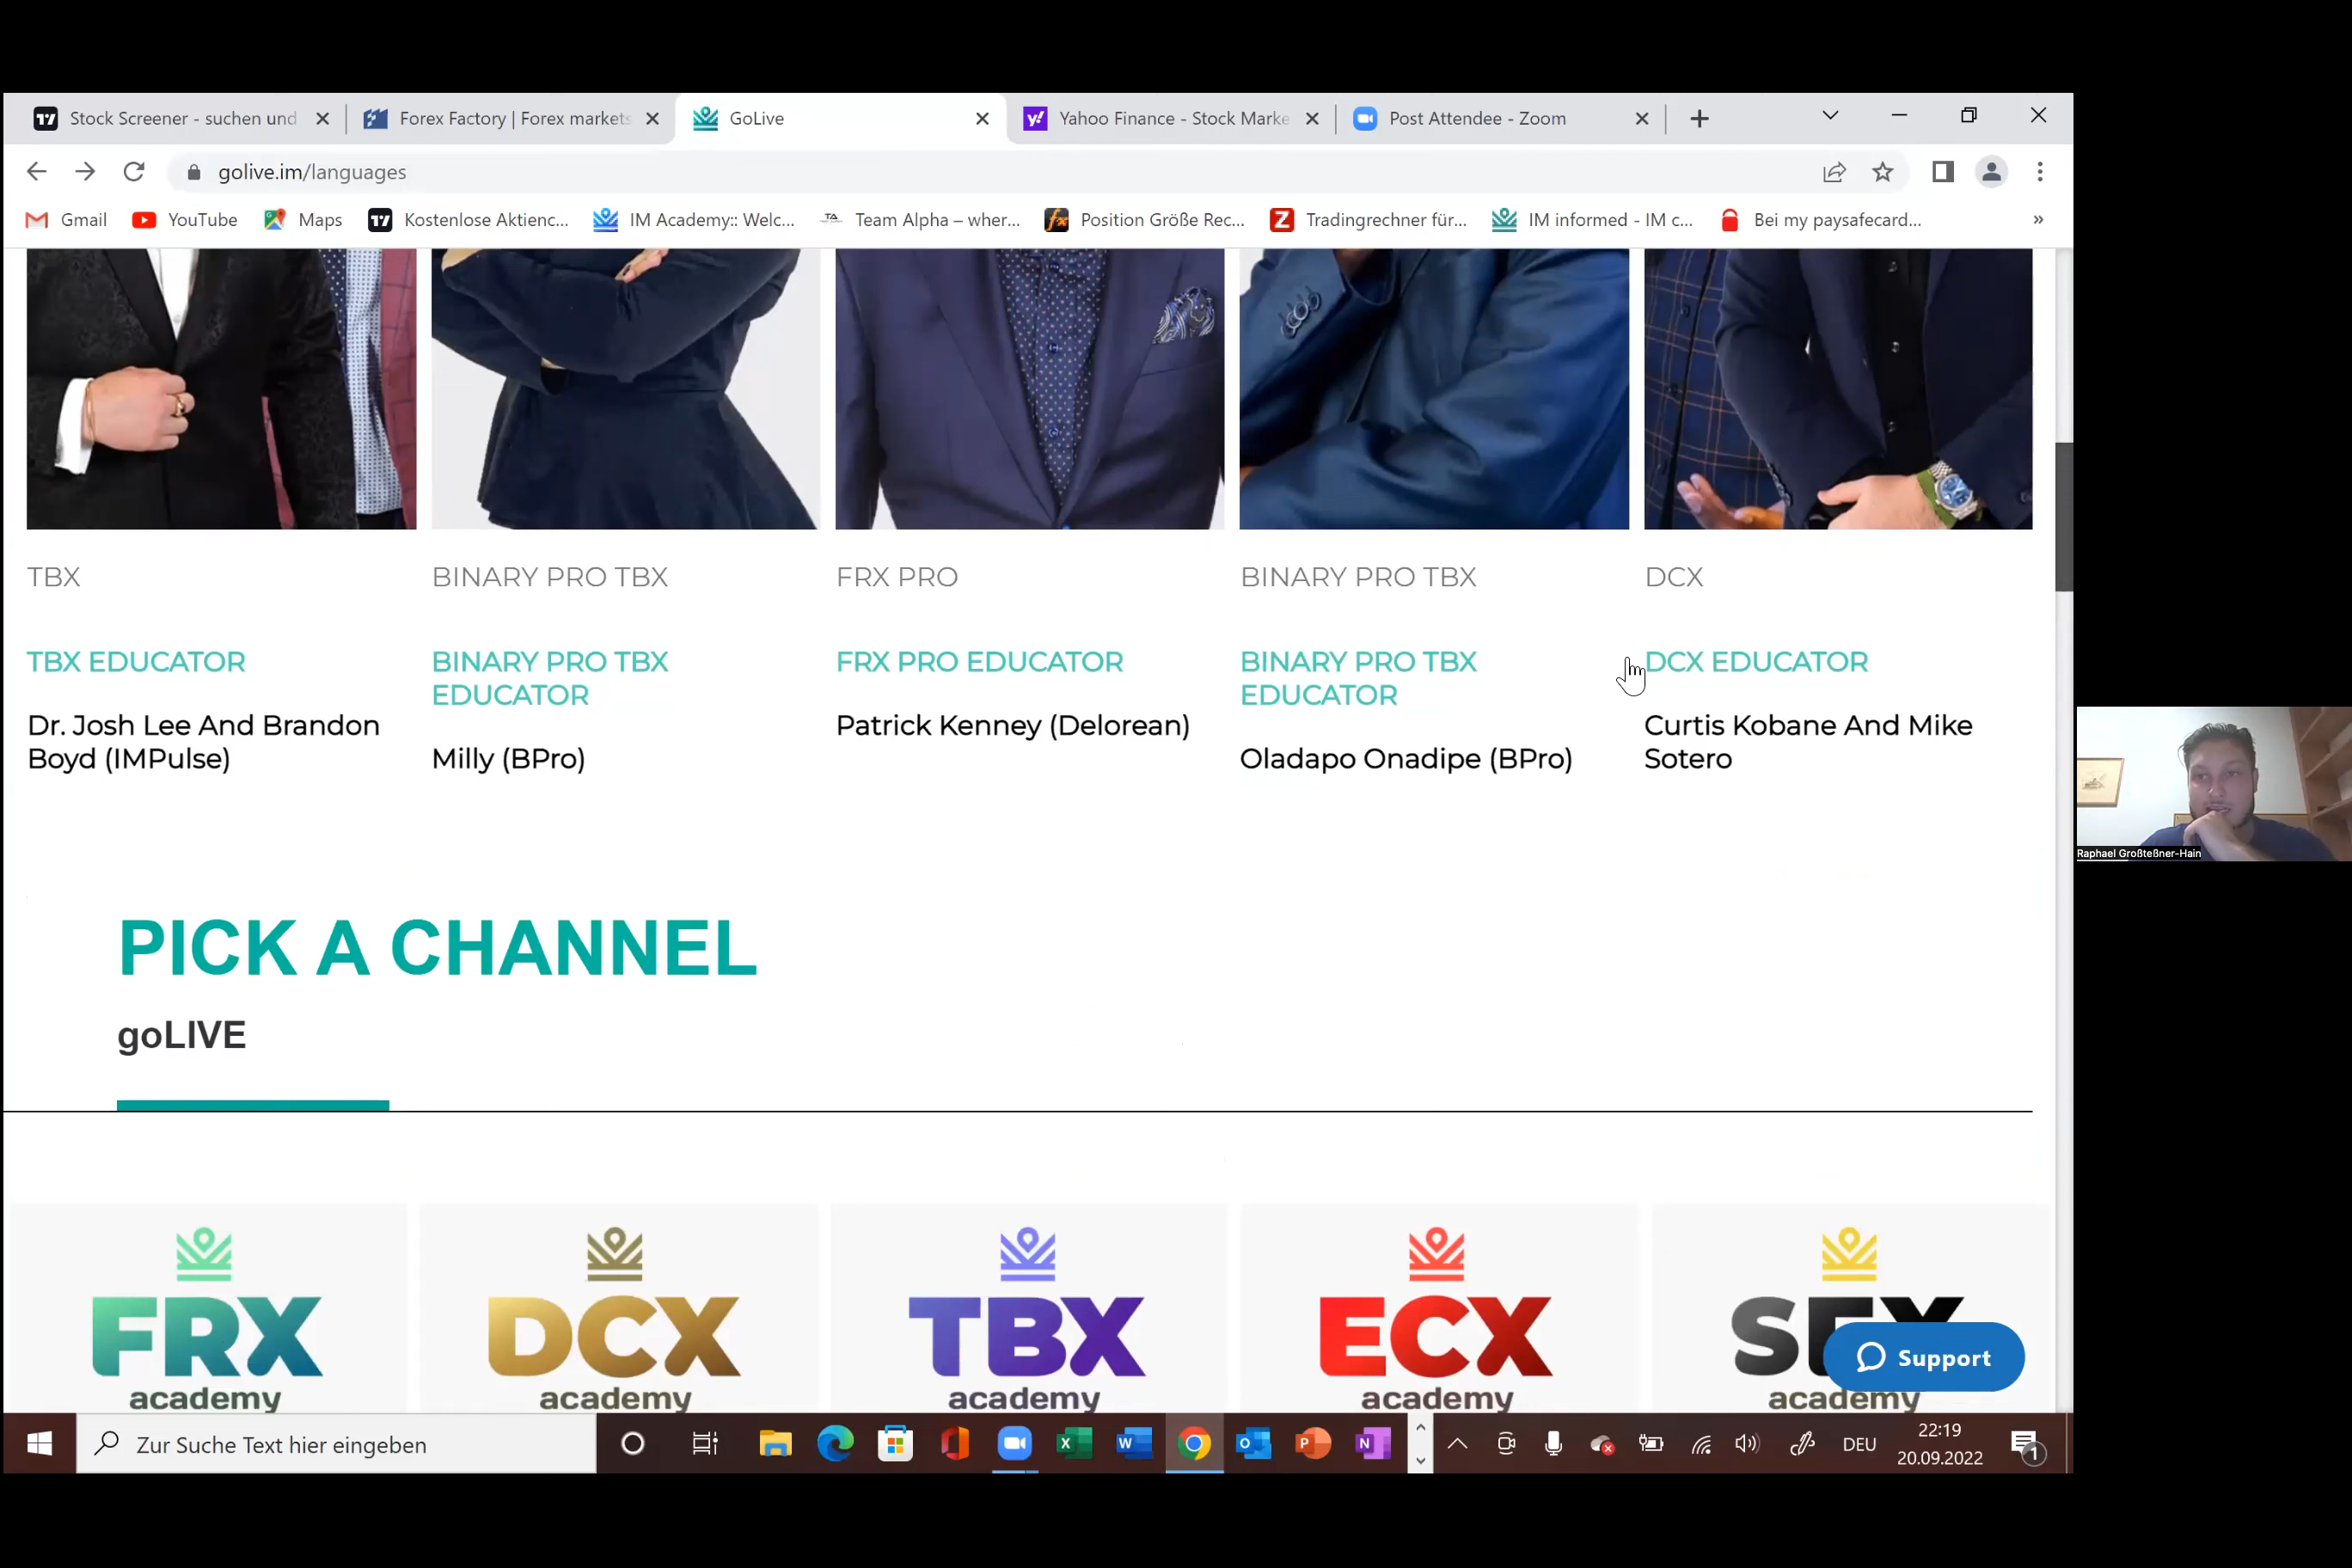 Stock Screener - suchen und
Forex Factory | Forex markets
GoLive
Yahoo Finance - Stock Marke
Post Attendee - Zoom
golive.im/languages
Gmail
YouTube
Maps
Kostenlose Aktienc...
IM Academy:: Welc...
Team Alpha – wher...
Position Größe Rec...
Tradingrechner für...
IM informed - IM c...
Bei my paysafecard...
TBX
BINARY PRO TBX
FRX PRO
BINARY PRO TBX
DCX
TBX EDUCATOR
Dr. Josh Lee And Brandon
Boyd (IMPulse)
BINARY PRO TBX
EDUCATOR
Milly (BPro)
FRX PRO EDUCATOR
Patrick Kenney (Delorean)
BINARY PRO TBX
EDUCATOR
Oladapo Onadipe (BPro)
DCX EDUCATOR
Curtis Kobane And Mike
Sotero
Raphael Großteßner-Hain
PICK A CHANNEL
goLIVE
FRX
academy
DCX
academy
TBX
academy
ECX
academy
academy
Support
Zur Suche Text hier eingeben
DEU
22:19
20.09.2022
1